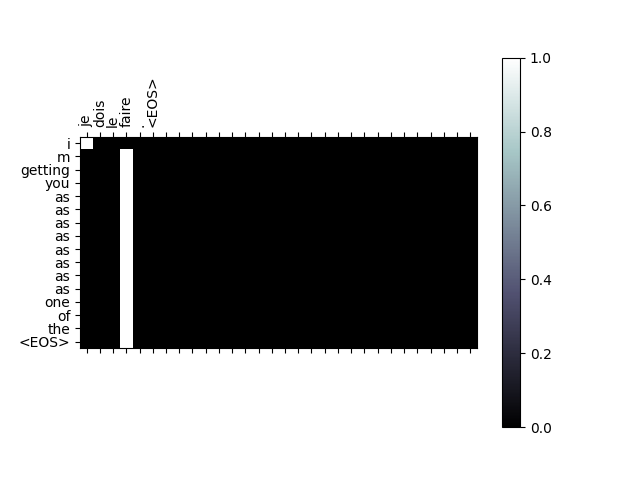 je
dois
le
faire
.
<EOS>
i
m
getting
you
as
as
as
as
as
as
as
as
one
of
the
<EOS>
1.0
0.8
0.6
0.4
0.2
0.0